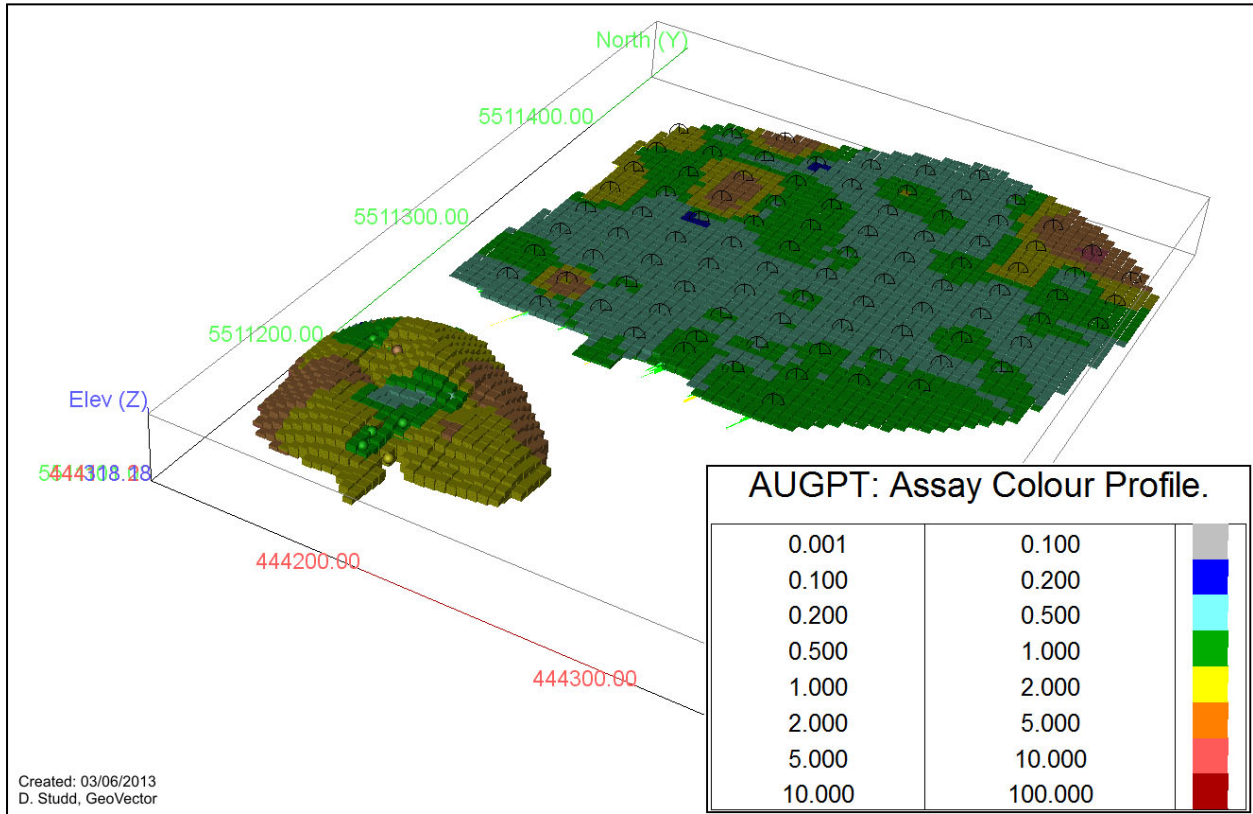 North (Y)
5511400.00
5511300.00
5511200.00
Elev (Z)
444200.00
444300.00
AUGPT: Assay Colour Profile.
0.001 0.100
0.100 0.200
0.200 0.500
0.500 1.000
1.000 2.000
2.000 5.000
5.000 10.000
10.000 100.000
Created: 03/06/2013
D. Studd, GeoVector